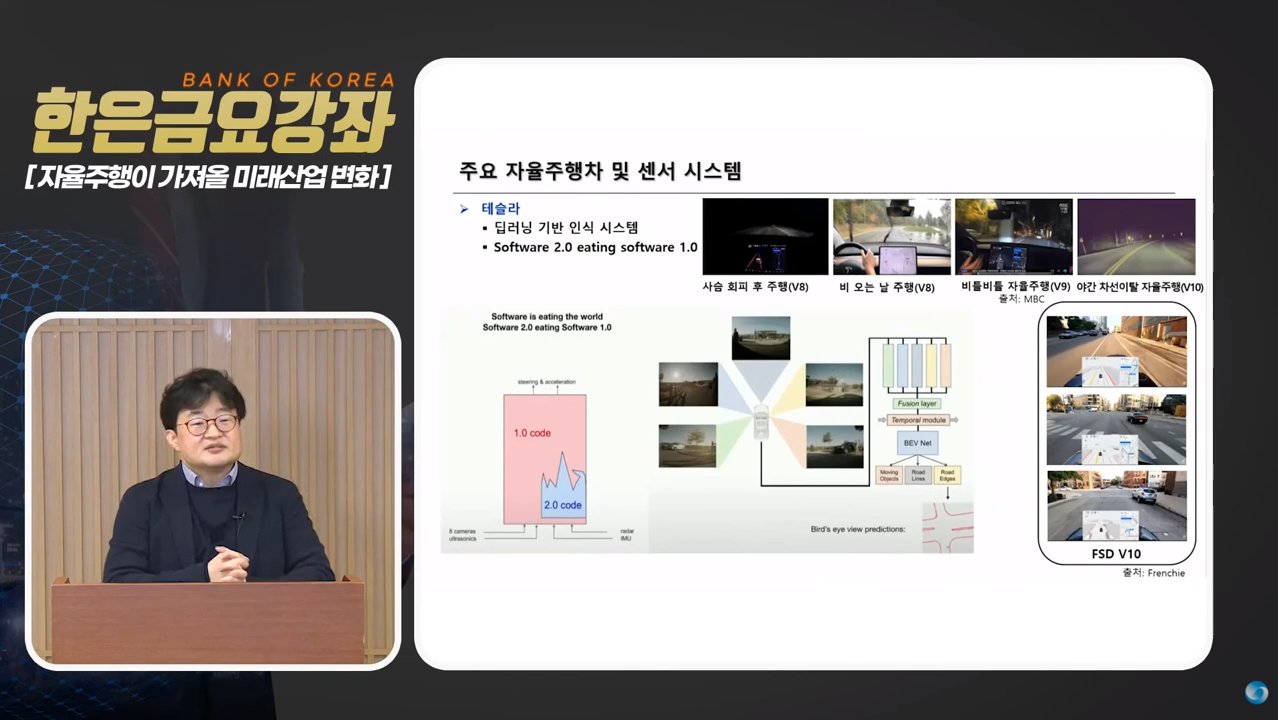 BANK OF KOREA
한은금요강좌
[ 자율주행이 가져올 미래산업 변화 ]
주요 자율주행차 및 센서 시스템
➢ 테슬라
▪ 딥러닝 기반 인식 시스템
▪ Software 2.0 eating software 1.0
사슴 회피 후 주행(V8)
비 오는 날 주행(V8)
비틀비틀 자율주행(V9)
야간 차선이탈 자율주행(V10)
출처: MBC
Software is eating the world
Software 2.0 eating Software 1.0
steering & acceleration
1.0 code
2.0 code
8 cameras
ultrasonics
radar
IMU
Fusion layer
Temporal module
BEV Net
Moving Objects
Road Lines
Road Edges
Bird's eye view predictions:
FSD V10
출처: Frenchie